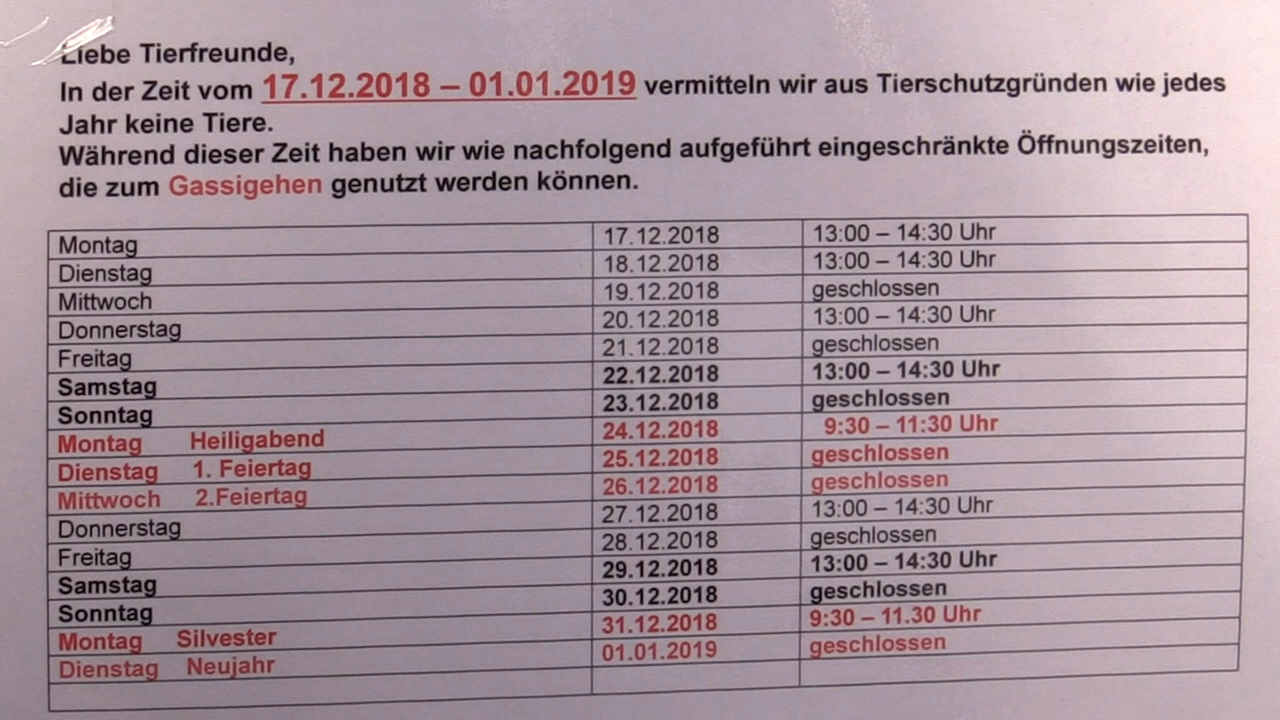 Liebe Tierfreunde,
In der Zeit vom 17.12.2018 – 01.01.2019 vermitteln wir aus Tierschutzgründen wie jedes
Jahr keine Tiere.
Während dieser Zeit haben wir wie nachfolgend aufgeführt eingeschränkte Öffnungszeiten,
die zum Gassigehen genutzt werden können.
Montag 17.12.2018 13:00 – 14:30 Uhr
Dienstag 18.12.2018 13:00 – 14:30 Uhr
Mittwoch 19.12.2018 geschlossen
Donnerstag 20.12.2018 13:00 – 14:30 Uhr
Freitag 21.12.2018 geschlossen
Samstag 22.12.2018 13:00 – 14:30 Uhr
Sonntag 23.12.2018 geschlossen
Montag Heiligabend 24.12.2018 9:30 – 11:30 Uhr
Dienstag 1. Feiertag 25.12.2018 geschlossen
Mittwoch 2.Feiertag 26.12.2018 geschlossen
Donnerstag 27.12.2018 13:00 – 14:30 Uhr
Freitag 28.12.2018 geschlossen
Samstag 29.12.2018 13:00 – 14:30 Uhr
Sonntag 30.12.2018 geschlossen
Montag Silvester 31.12.2018 9:30 – 11.30 Uhr
Dienstag Neujahr 01.01.2019 geschlossen